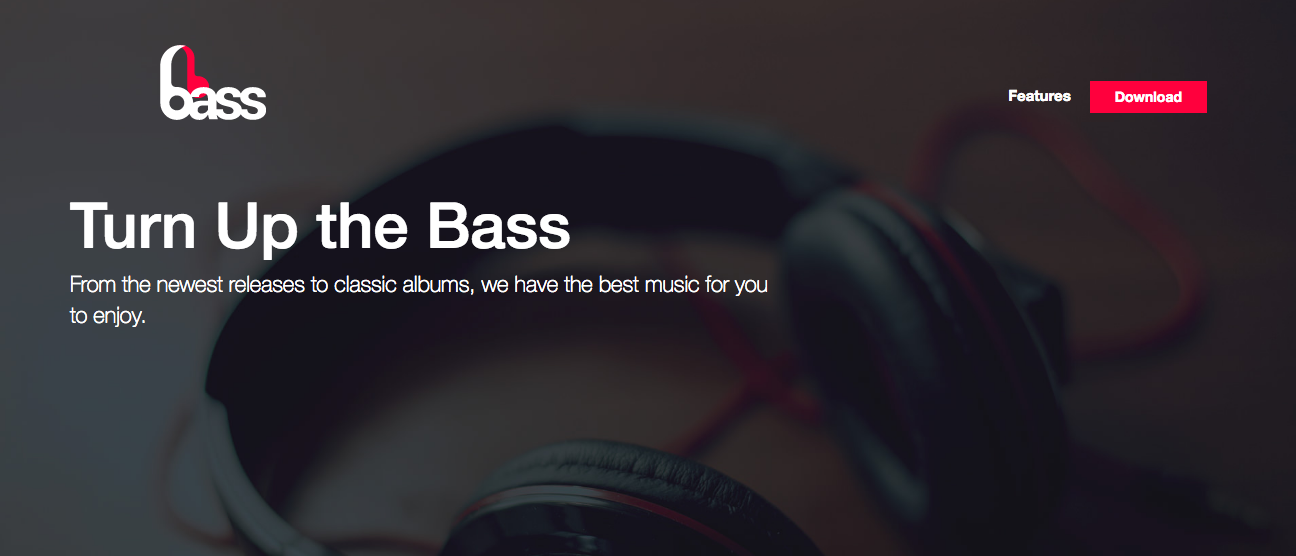 bass
Features
Download
Turn Up the Bass
From the newest releases to classic albums, we have the best music for you
to enjoy.